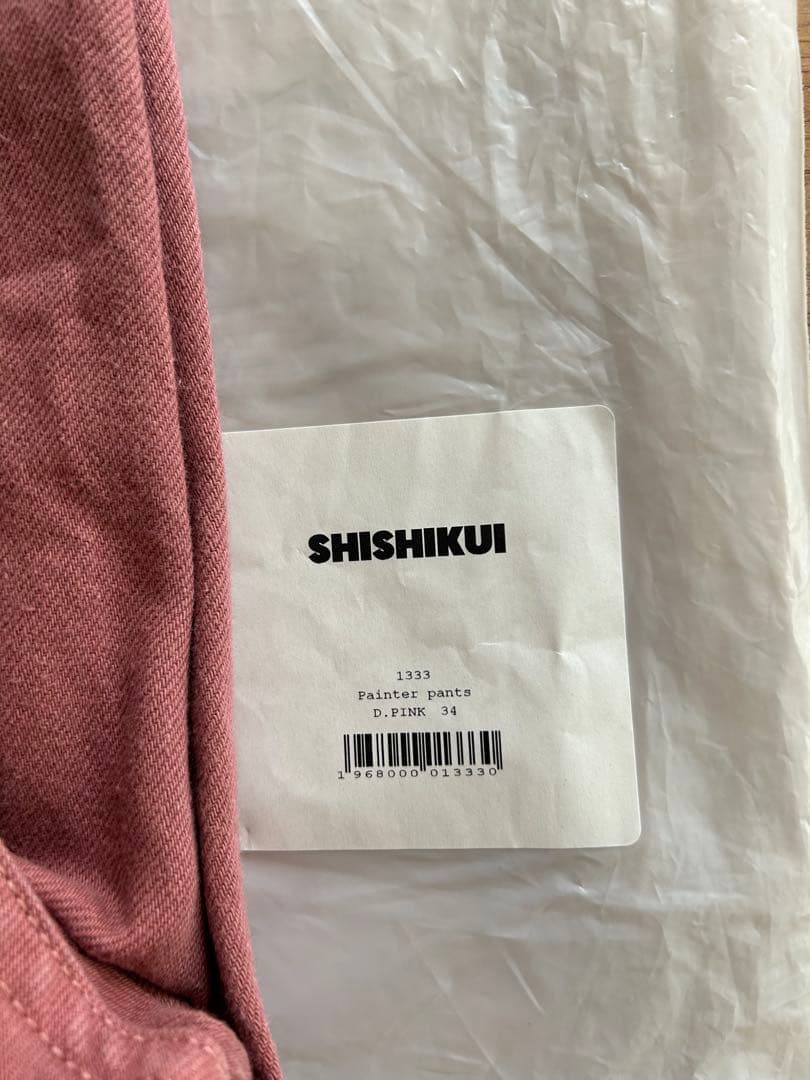 SHISHIKUI
1333
Painter pants
D.PINK 34
1968000013330